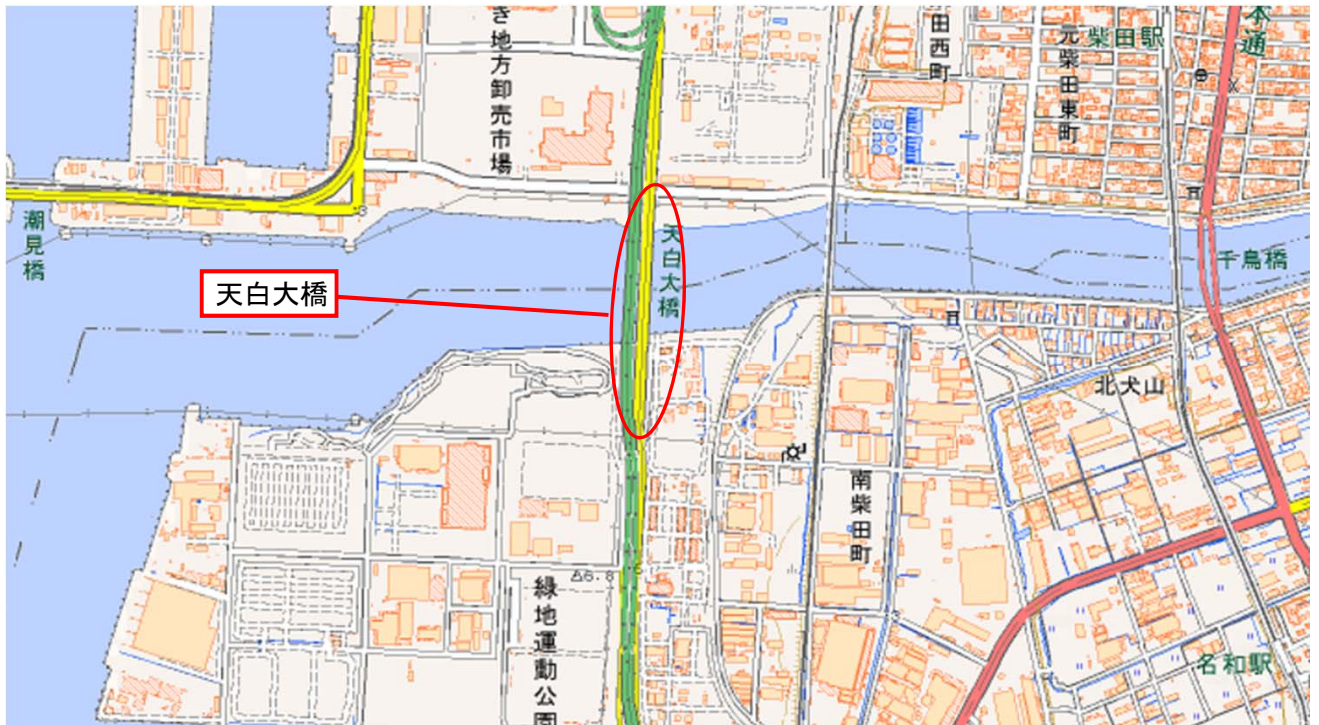 き地方卸売市場
田西町
元柴田東町
柴田駅
本通
潮見橋
天白大橋
天白大橋
千鳥橋
北犬山
南柴田町
緑地運動公園
6.8
名和駅